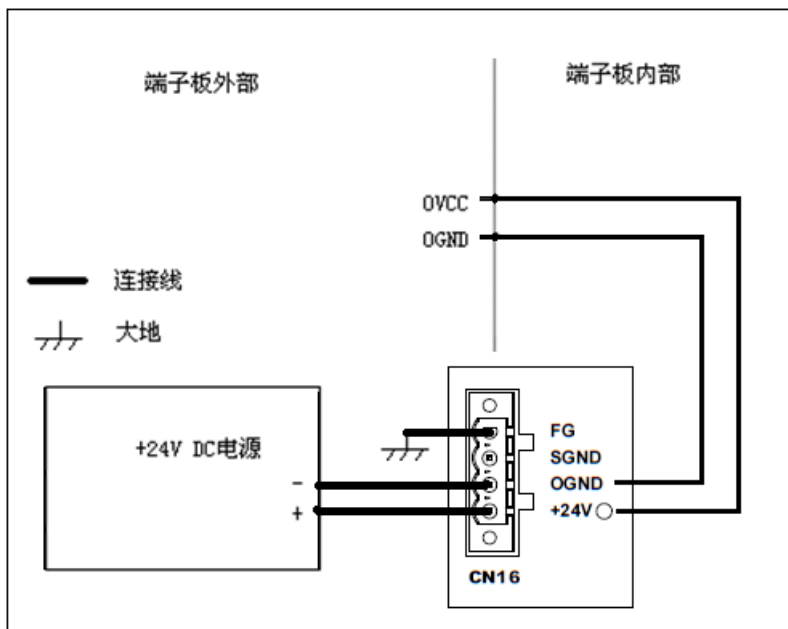 端子板外部
端子板内部
OVCC
OGND
连接线
大地
+24V DC电源
-
+
FG
SGND
OGND
+24V
CN16